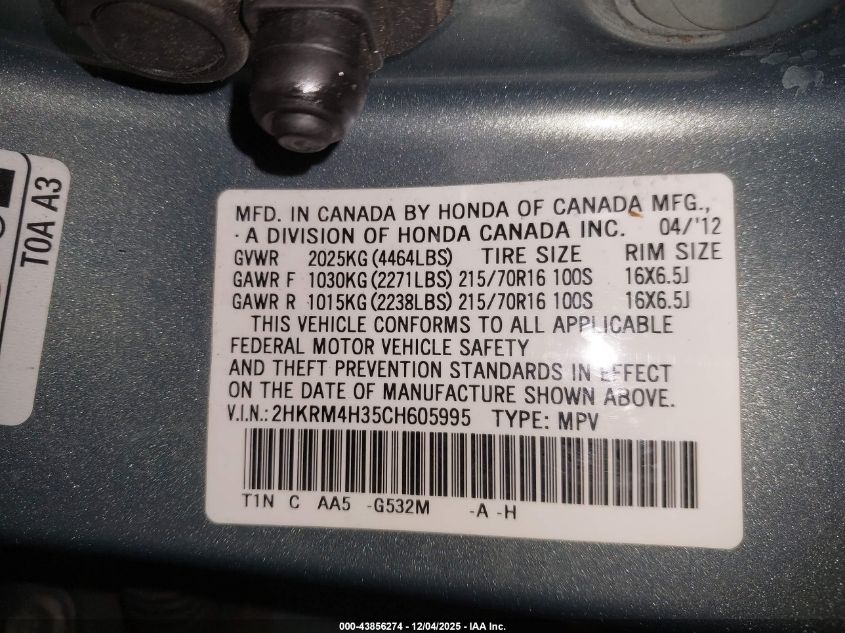 TOA A3
MFD. IN CANADA BY HONDA OF CANADA MFG.,
A DIVISION OF HONDA CANADA INC. 04/'12
GVWR 2025KG (4464LBS) TIRE SIZE RIM SIZE
GAWR F 1030KG (2271LBS) 215/70R16 100S 16X6.5J
GAWR R 1015KG (2238LBS) 215/70R16 100S 16X6.5J
THIS VEHICLE CONFORMS TO ALL APPLICABLE
FEDERAL MOTOR VEHICLE SAFETY
AND THEFT PREVENTION STANDARDS IN EFFECT
ON THE DATE OF MANUFACTURE SHOWN ABOVE.
V.I.N.: 2HKRM4H35CH605995 TYPE: MPV
T1N C AA5 -G532M -A -H
000-43856274 - 12/04/2025 - IAA Inc.